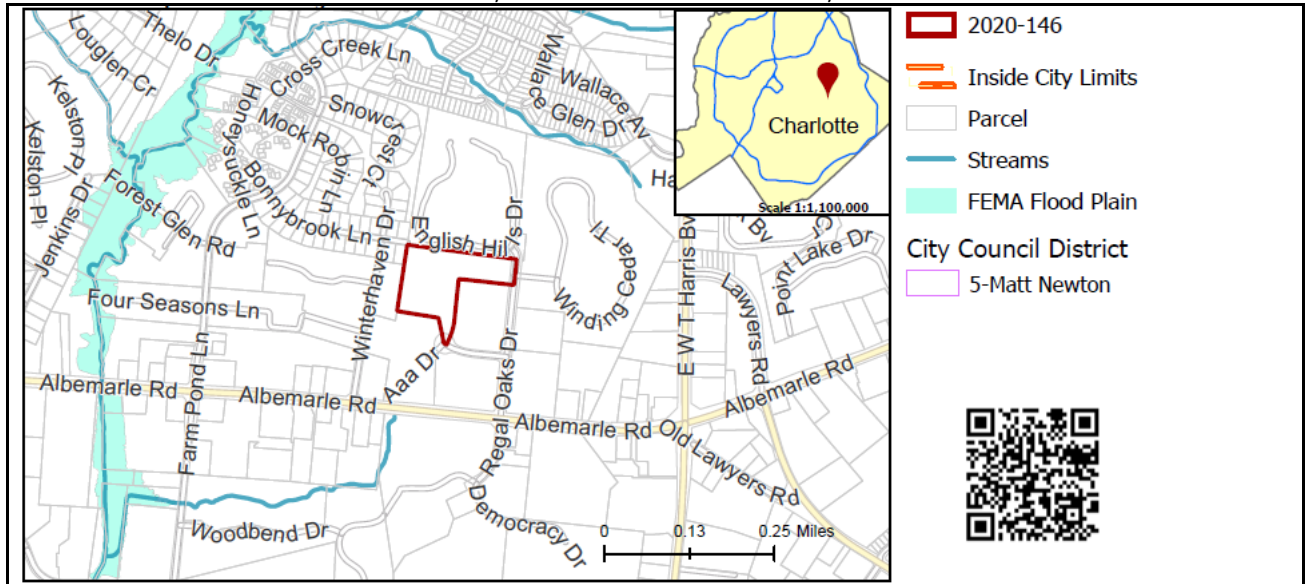 Thelo Dr
Louglen Cr
Cross Creek Ln
Wallace Av
Wallace
Glen Dr
Kelston Pl
Kelston Pl
Honeysuckle Ln
Snowcrest Ct
Mock Robin Ln
Charlotte
Scale 1:1,100,000
Jenkins Dr
Forest Glen Rd
Bonnybrook Ln
Winterhaven Dr
English Hills Dr
Winding Cedar Tl
E W T Harris Bv
Bv
Cr
Point Lake Dr
Lawyers Rd
Four Seasons Ln
Farm Pond Ln
Aaa Dr
Regal Oaks Dr
Albemarle Rd
Albemarle Rd
Albemarle Rd
Albemarle Rd
Old Lawyers Rd
Woodbend Dr
Democracy Dr
0 0.13 0.25 Miles
2020-146
Inside City Limits
Parcel
Streams
FEMA Flood Plain
City Council District
5-Matt Newton